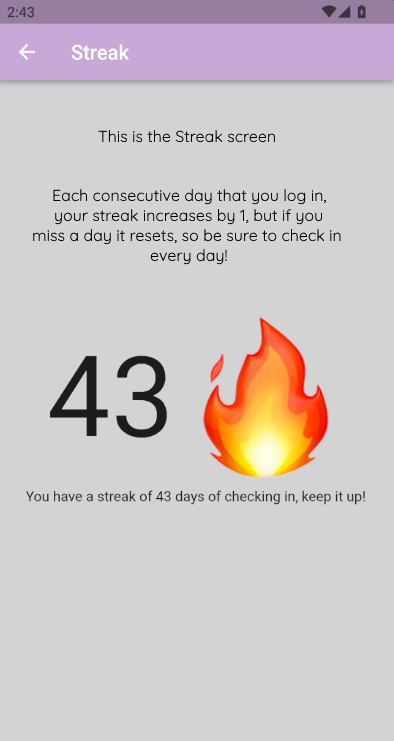 2:43
Streak
This is the Streak screen
Each consecutive day that you log in,
your streak increases by 1, but if you
miss a day it resets, so be sure to check in
every day!
43
You have a streak of 43 days of checking in, keep it up!